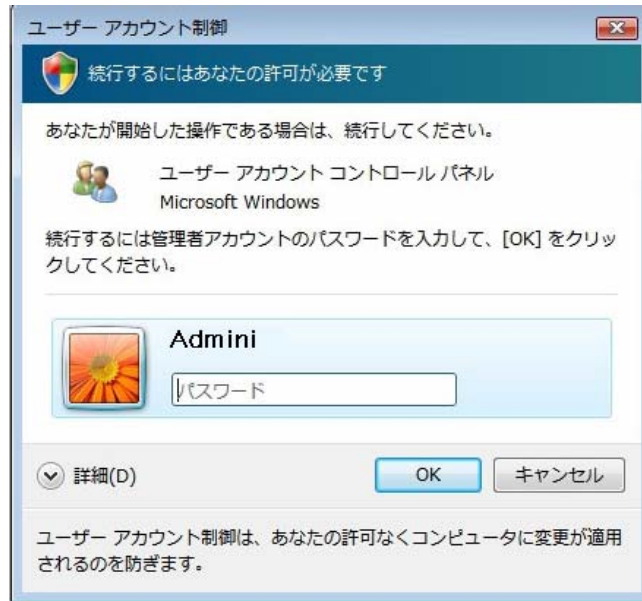 ユーザー アカウント制御
続行するにはあなたの許可が必要です
あなたが開始した操作である場合は、続行してください。
ユーザー アカウント コントロール パネル
Microsoft Windows
続行するには管理者アカウントのパスワードを入力して、[OK] をクリッ
クしてください。
Admini
パスワード
詳細(D)
OK
キャンセル
ユーザー アカウント制御は、あなたの許可なくコンピュータに変更が適用
されるのを防ぎます。